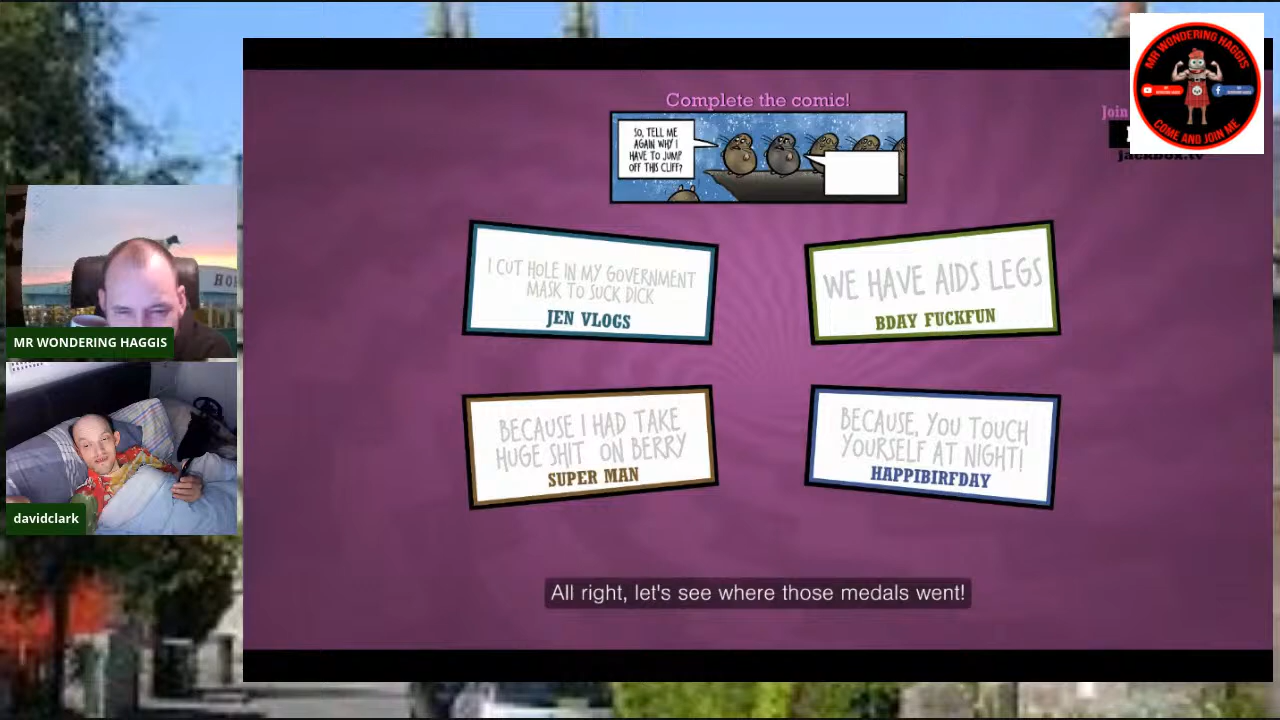 MR WONDERING HAGGIS
COME AND JOIN ME
Complete the comic!
SO, TELL ME
AGAIN WHY I
HAVE TO JUMP
OFF THIS CLIFF?
Join
jackbox.tv
I CUT HOLE IN MY GOVERNMENT
MASK TO SUCK DICK
JEN VLOGS
WE HAVE AIDS LEGS
BDAY FUCKFUN
BECAUSE I HAD TAKE
HUGE SHIT ON BERRY
SUPER MAN
BECAUSE, YOU TOUCH
YOURSELF AT NIGHT!
HAPPIBIRFDAY
MR WONDERING HAGGIS
davidclark
All right, let's see where those medals went!